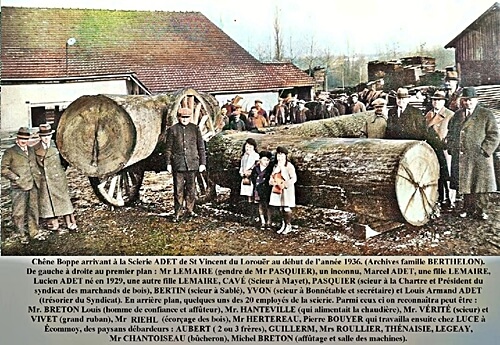 Chêne Boppe arrivant à la Scierie ADET de St Vincent du Lorouër au début de l'année 1936. (Archives famille BERTHELON).
De gauche à droite au premier plan : Mr LEMAIRE (gendre de Mr PASQUIER), un inconnu, Marcel ADET, une fille LEMAIRE,
Lucien ADET né en 1929, une autre fille LEMAIRE, CAVÉ (Scieur à Mayet), PASQUIER (scieur à la Chartre et Président du
syndicat des marchands de bois), BERTIN (scieur à Sablé), YVON (scieur à Bonnétable et secrétaire) et Louis Armand ADET
(trésorier du Syndicat). En arrière plan, quelques uns des 20 employés de la scierie. Parmi ceux ci on reconnaîtra peut être :
Mr. BRETON Louis (homme de confiance et affûteur), Mr. HANTEVILLE (qui alimentait la chaudière), Mr. VÉRITÉ (scieur) et
VIVET (grand ruban), Mr RIEHL (écorçage des bois), Mr HERTEREAU, Pierre BOUYER qui travailla ensuite chez LUCE à
Écommoy, des paysans débardeurs : AUBERT ( 2 ou 3 frères), GUILLERM, Mrs ROULLIER, THÉNAISIE, LEGEAY,
Mr CHANTOISEAU (bûcheron), Michel BRETON (affûtage et salle des machines).